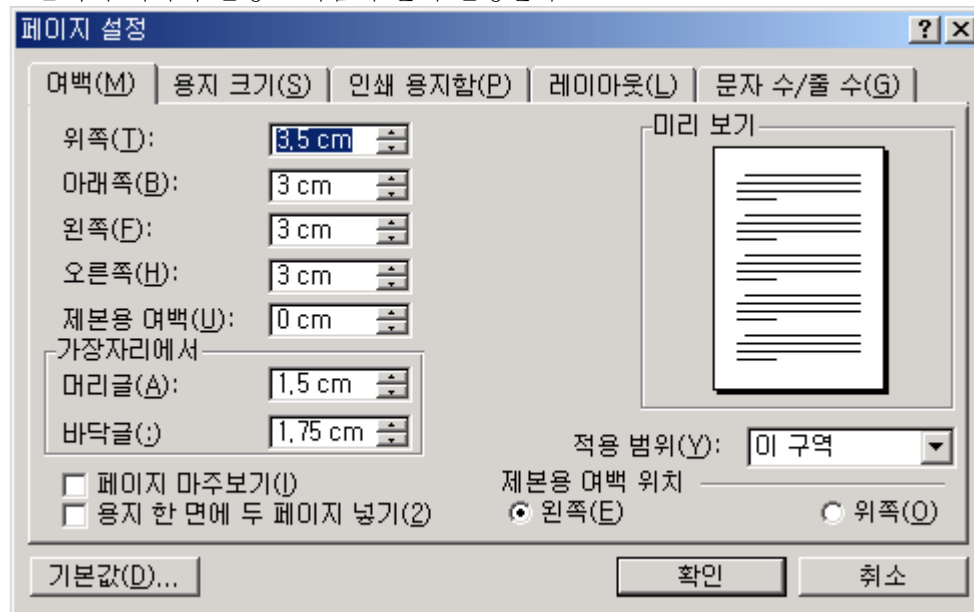 페이지 설정
여백(M) 용지 크기(S) 인쇄 용지함(P) 레이아웃(L) 문자 수/줄 수(G)
위쪽(T): 3.5 cm
미리 보기
아래쪽(B): 3 cm
왼쪽(F): 3 cm
오른쪽(H): 3 cm
제본용 여백(U): 0 cm
가장자리에서
머리글(A): 1.5 cm
바닥글(;) 1.75 cm
적용 범위(Y): 이 구역
페이지 마주보기(I)
제본용 여백 위치
용지 한 면에 두 페이지 넣기(2)
왼쪽(E) 위쪽(O)
기본값(D)... 확인 취소